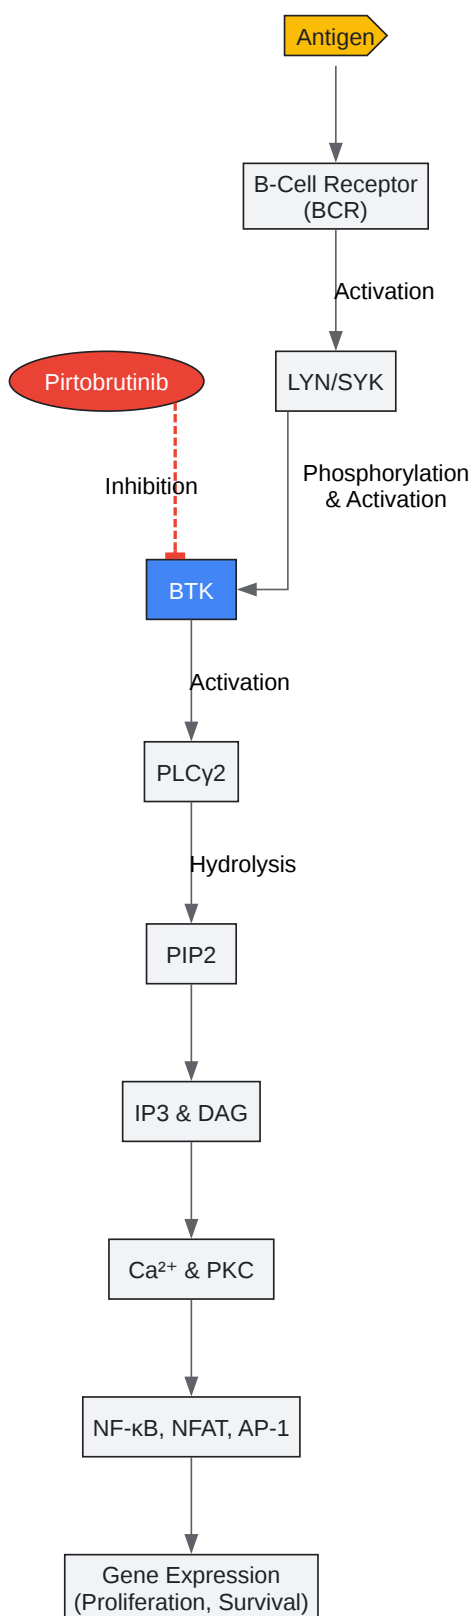 Antigen
B-Cell Receptor
(BCR)
Activation
LYN/SYK
Pirtobrutinib
Phosphorylation
& Activation
Inhibition
BTK
Activation
PLCγ2
Hydrolysis
PIP2
IP3 & DAG
Ca²⁺ & PKC
NF-κB, NFAT, AP-1
Gene Expression
(Proliferation, Survival)